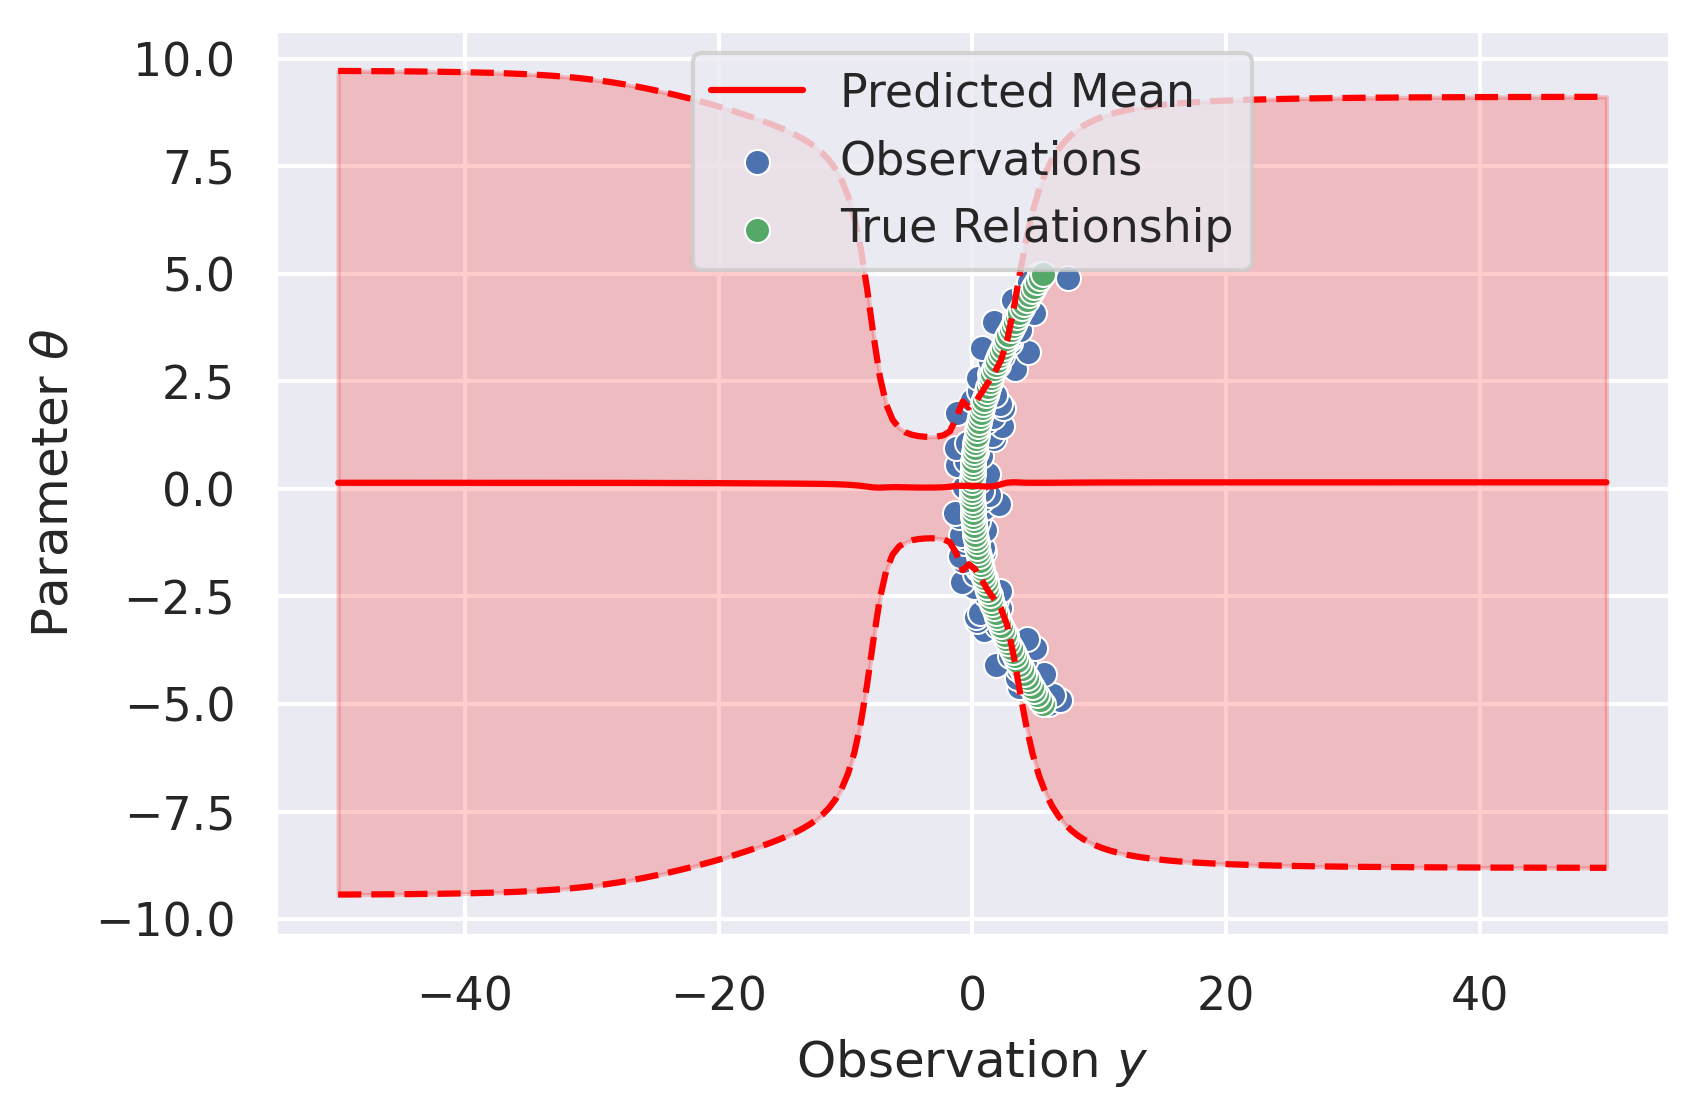 10.0
7.5
5.0
2.5
0.0
−2.5
−5.0
−7.5
−10.0
Parameter θ
Predicted Mean
Observations
True Relationship
−40
−20
0
20
40
Observation y